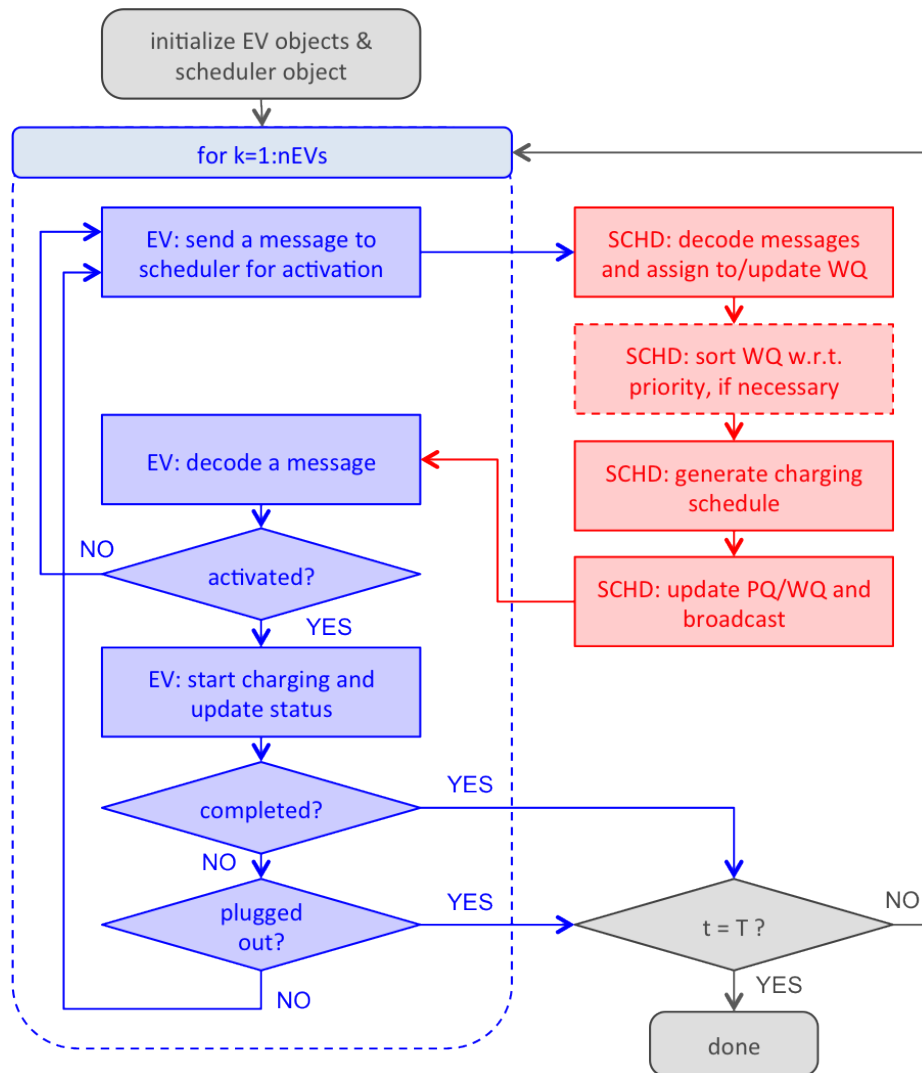 initialize EV objects &
scheduler object
for k=1:nEVs
EV: send a message to
scheduler for activation
SCHD: decode messages
and assign to/update WQ
SCHD: sort WQ w.r.t.
priority, if necessary
EV: decode a message
SCHD: generate charging
schedule
NO
activated?
SCHD: update PQ/WQ and
broadcast
YES
EV: start charging and
update status
completed?
YES
NO
plugged
out?
YES
t = T ?
NO
NO
YES
done